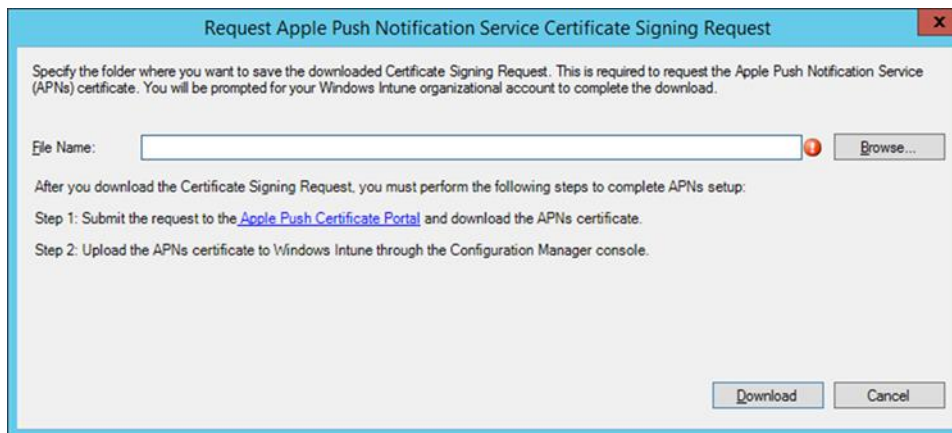 Request Apple Push Notification Service Certificate Signing Request
x
Specify the folder where you want to save the downloaded Certificate Signing Request. This is required to request the Apple Push Notification Service
(APNs) certificate. You will be prompted for your Windows Intune organizational account to complete the download.
File Name:
!
Browse...
After you download the Certificate Signing Request, you must perform the following steps to complete APNs setup:
Step 1: Submit the request to the Apple Push Certificate Portal and download the APNs certificate.
Step 2: Upload the APNs certificate to Windows Intune through the Configuration Manager console.
Download
Cancel